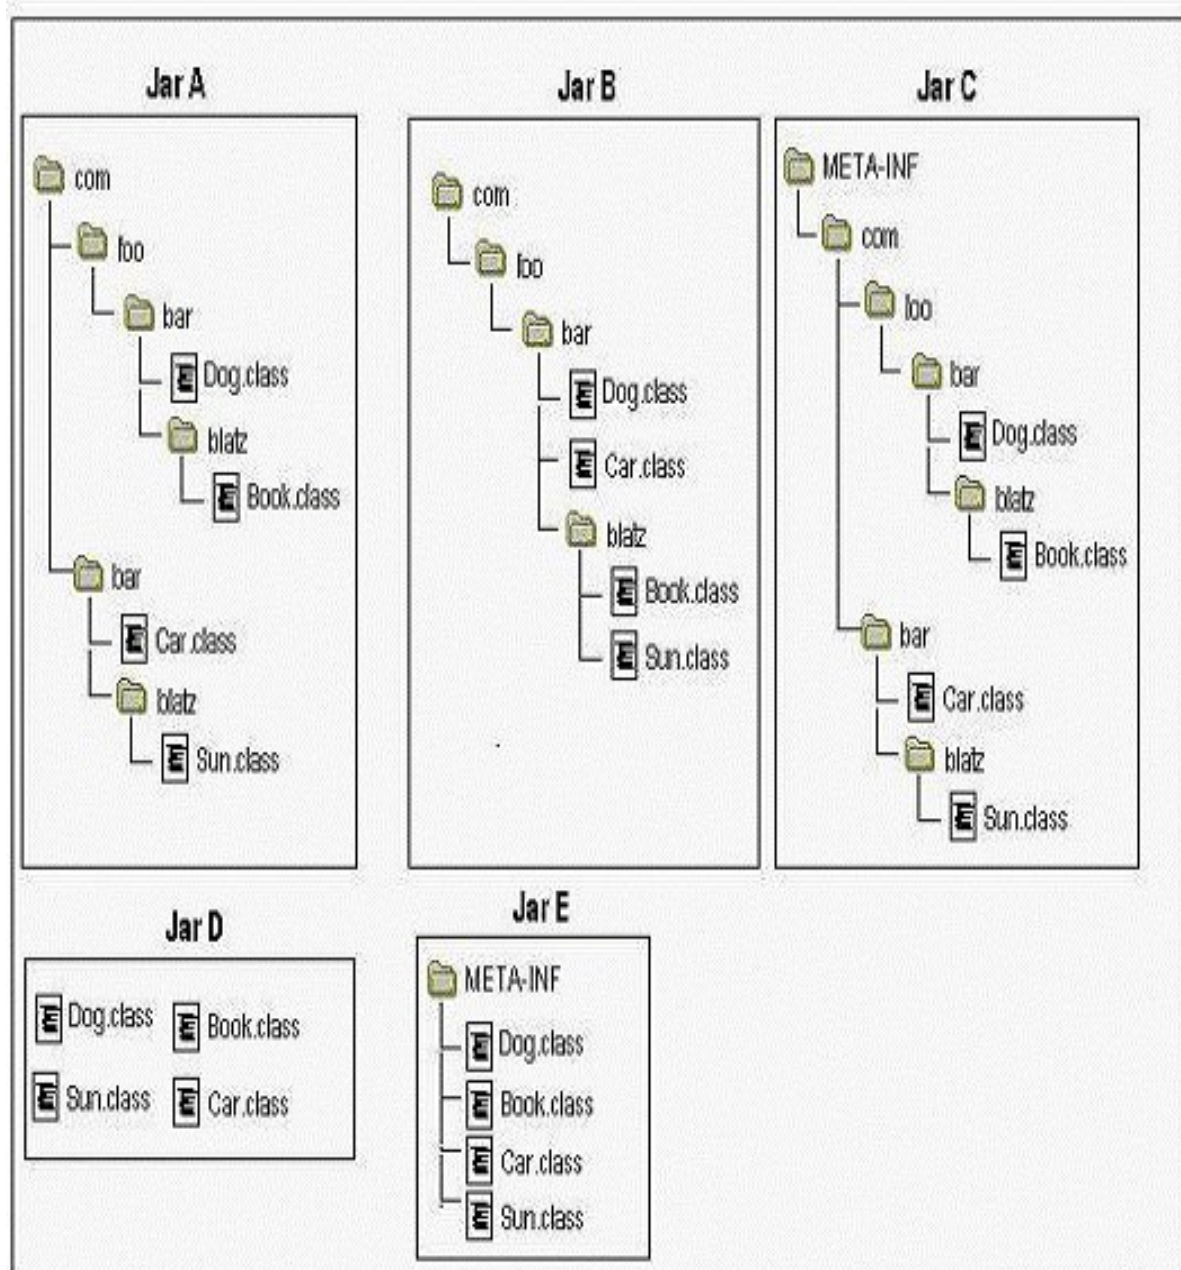 Jar A
com
foo
bar
Dog.class
blatz
Book.class
bar
Car.class
blatz
Sun.class
Jar B
com
foo
bar
Dog.class
Car.class
blatz
Book.class
Sun.class
Jar C
META-INF
com
foo
bar
Dog.class
blatz
Book.class
bar
Car.class
blatz
Sun.class
Jar D
Dog.class
Book.class
Sun.class
Car.class
Jar E
META-INF
Dog.class
Book.class
Car.class
Sun.class